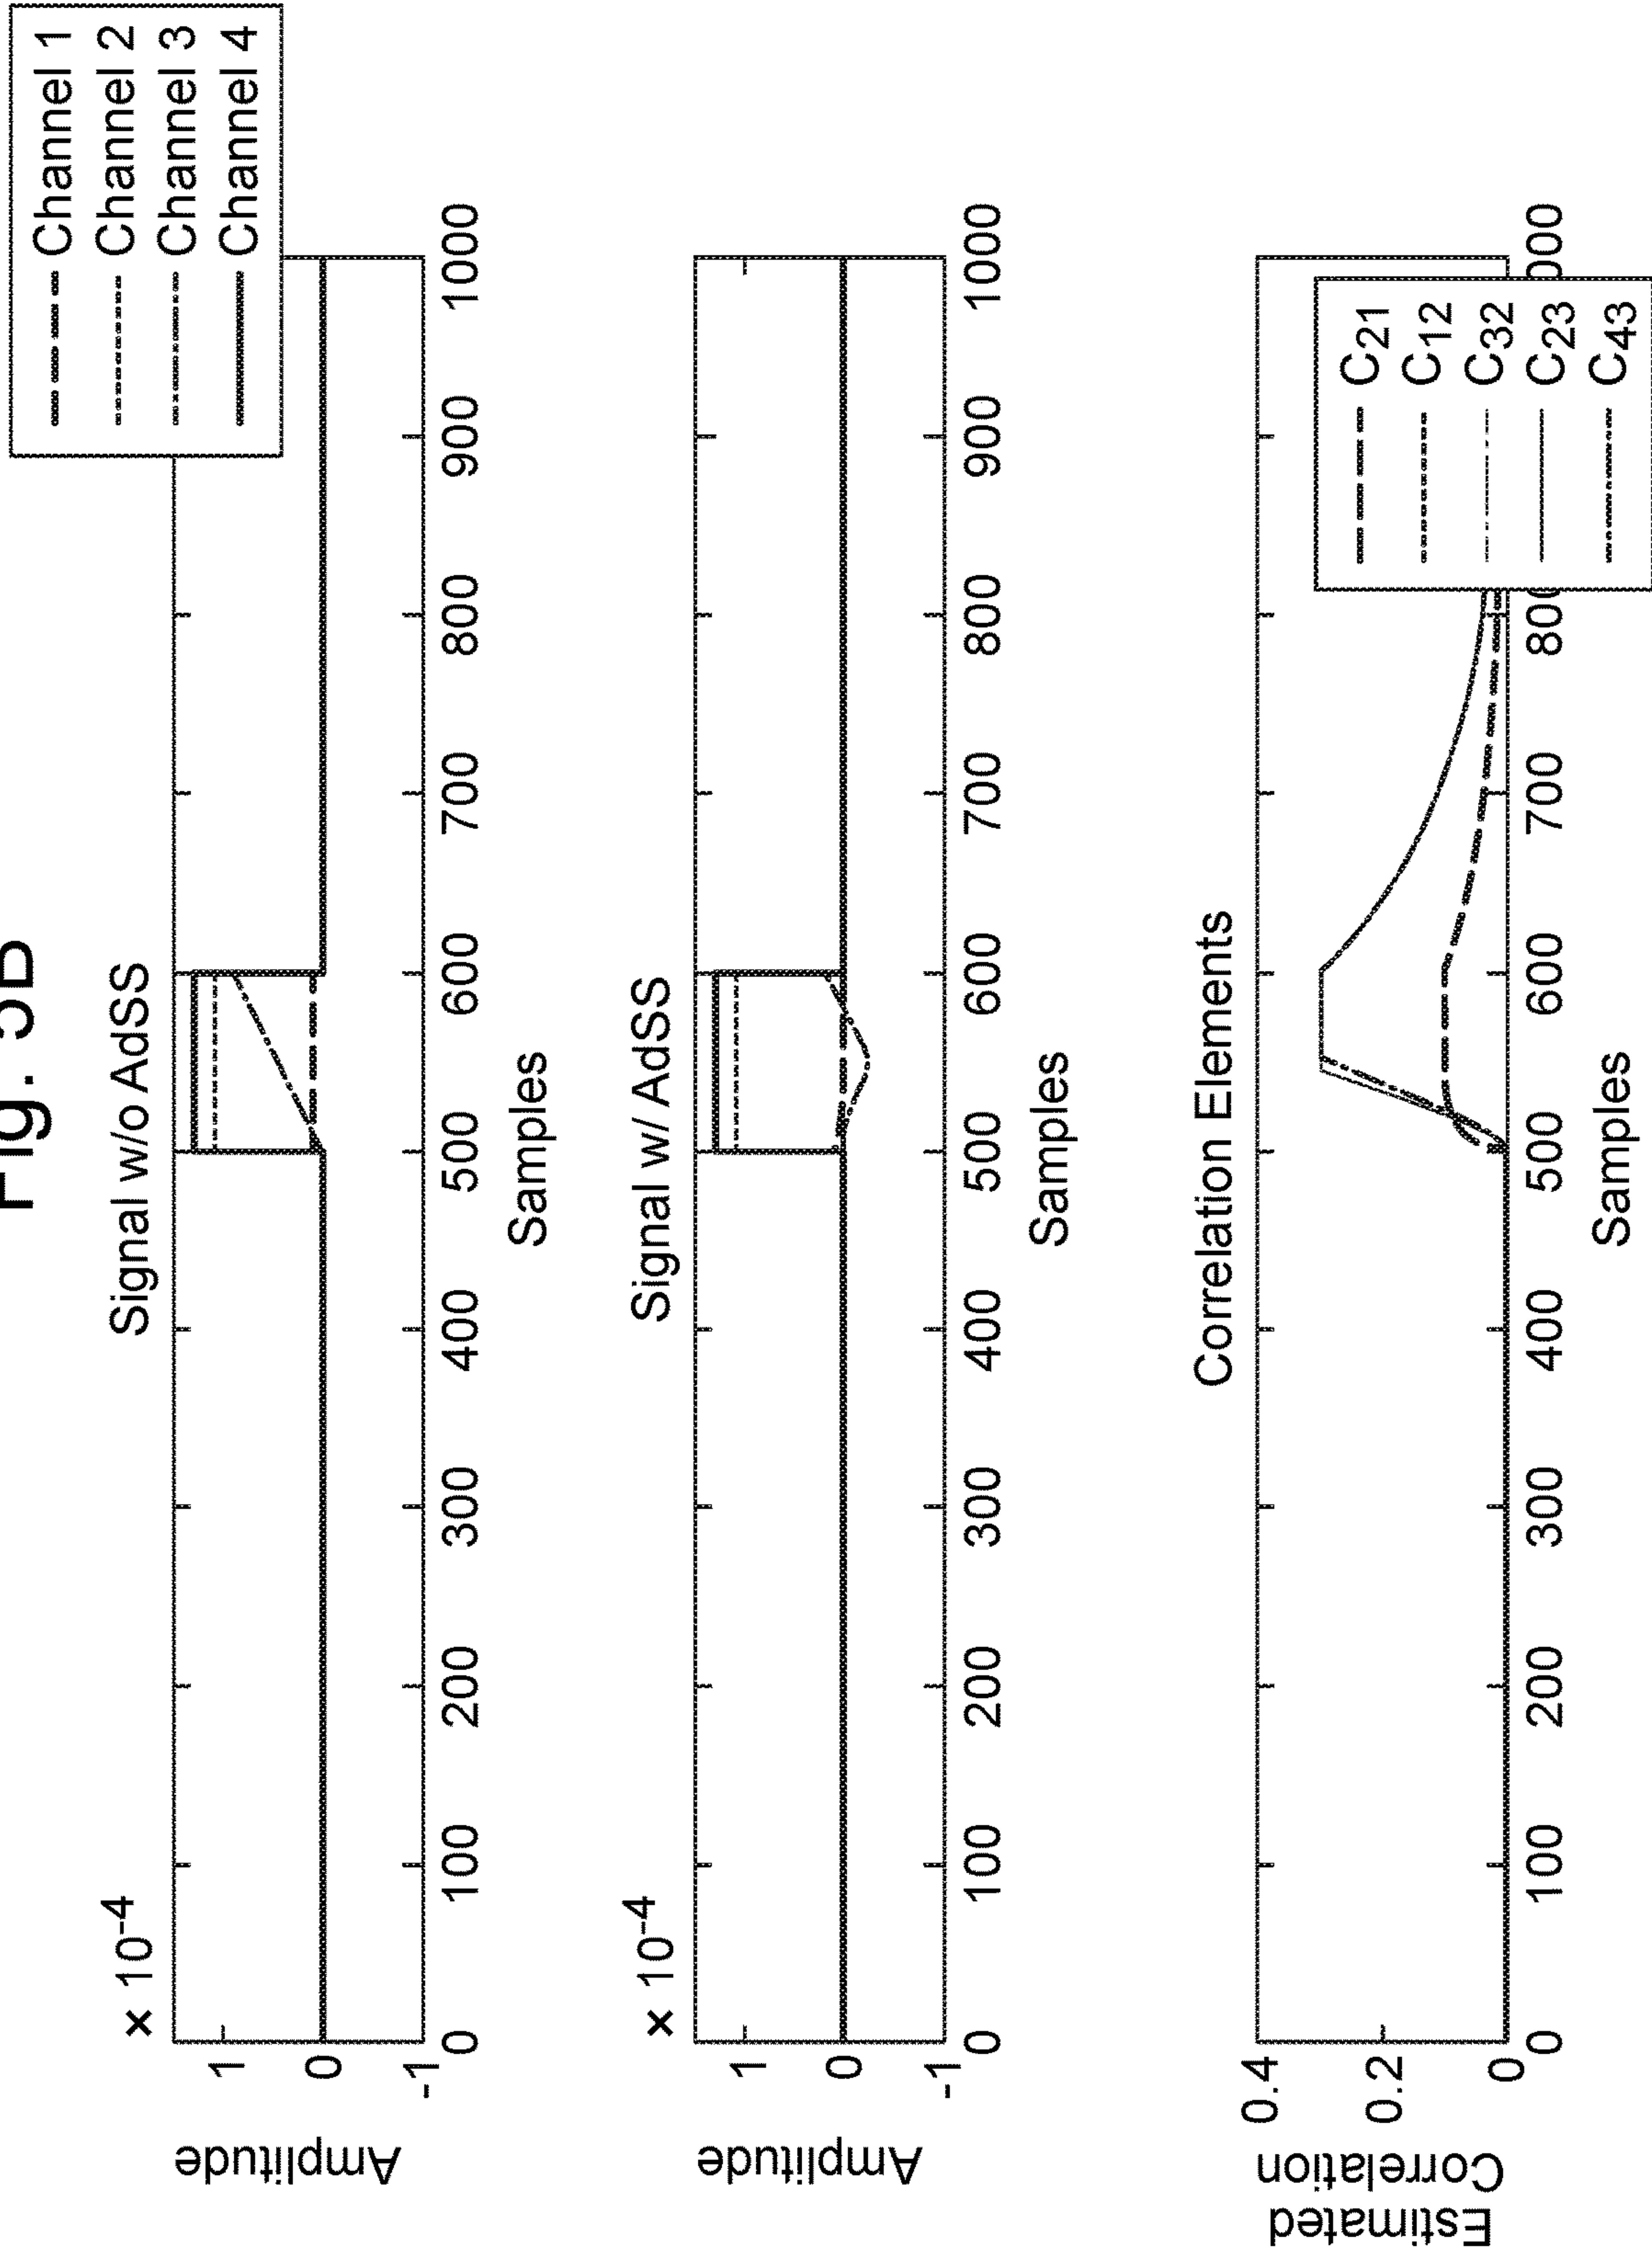 Fig. 5B
Signal w/o AdSS
× 10-4
Amplitude
1
0
-1
0 100 200 300 400 500 600 700 800 900 1000
Samples
Channel 1
Channel 2
Channel 3
Channel 4
Signal w/ AdSS
× 10-4
Amplitude
1
0
-1
0 100 200 300 400 500 600 700 800 900 1000
Samples
Correlation Elements
Estimated
Correlation
0.4
0.2
0
0 100 200 300 400 500 600 700 800 000
Samples
C21
C12
C32
C23
C43